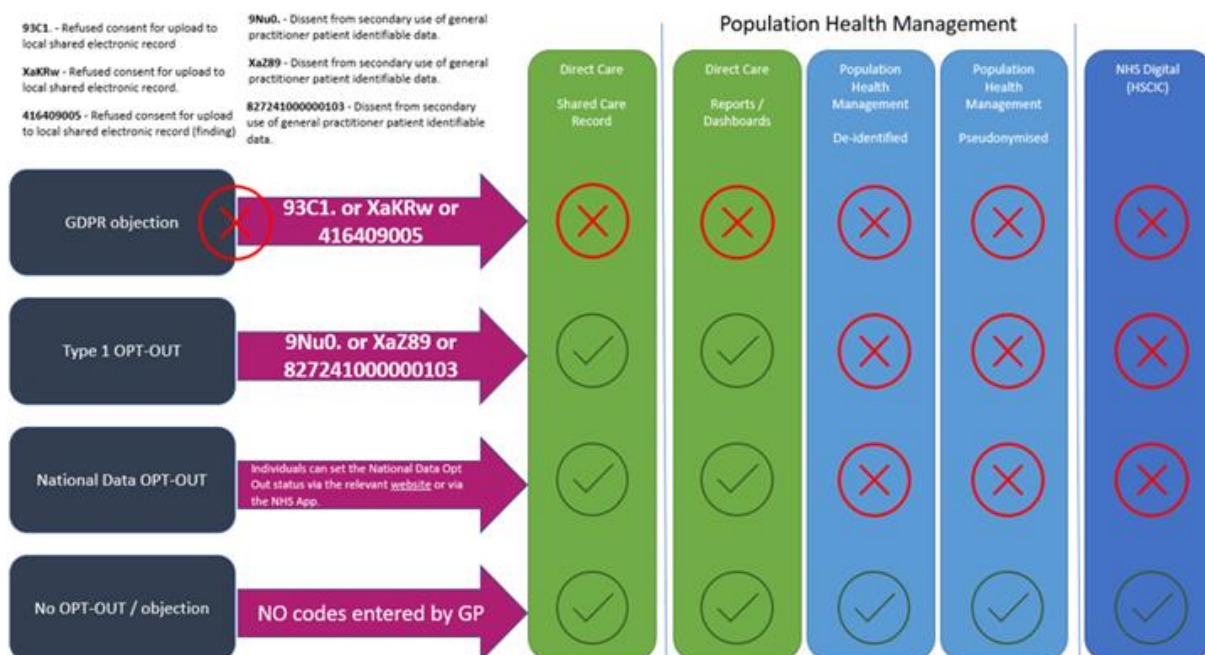 93C1. - Refused consent for upload to
local shared electronic record
XaKRw - Refused consent for upload to
local shared electronic record.
416409005 - Refused consent for upload
to local shared electronic record (finding)
9Nu0. - Dissent from secondary use of general
practitioner patient identifiable data.
XaZ89 - Dissent from secondary use of general
practitioner patient identifiable data.
827241000000103 - Dissent from secondary
use of general practitioner patient identifiable
data.
Population Health Management
Direct Care
Shared Care
Record
Direct Care
Reports /
Dashboards
Population
Health
Management
De-identified
Population
Health
Management
Pseudonymised
NHS Digital
(HSCIC)
GDPR objection
93C1. or XaKRw or
416409005
Type 1 OPT-OUT
9Nu0. or XaZ89 or
827241000000103
National Data OPT-OUT
Individuals can set the National Data Opt
Out status via the relevant website or via
the NHS App.
No OPT-OUT / objection
NO codes entered by GP